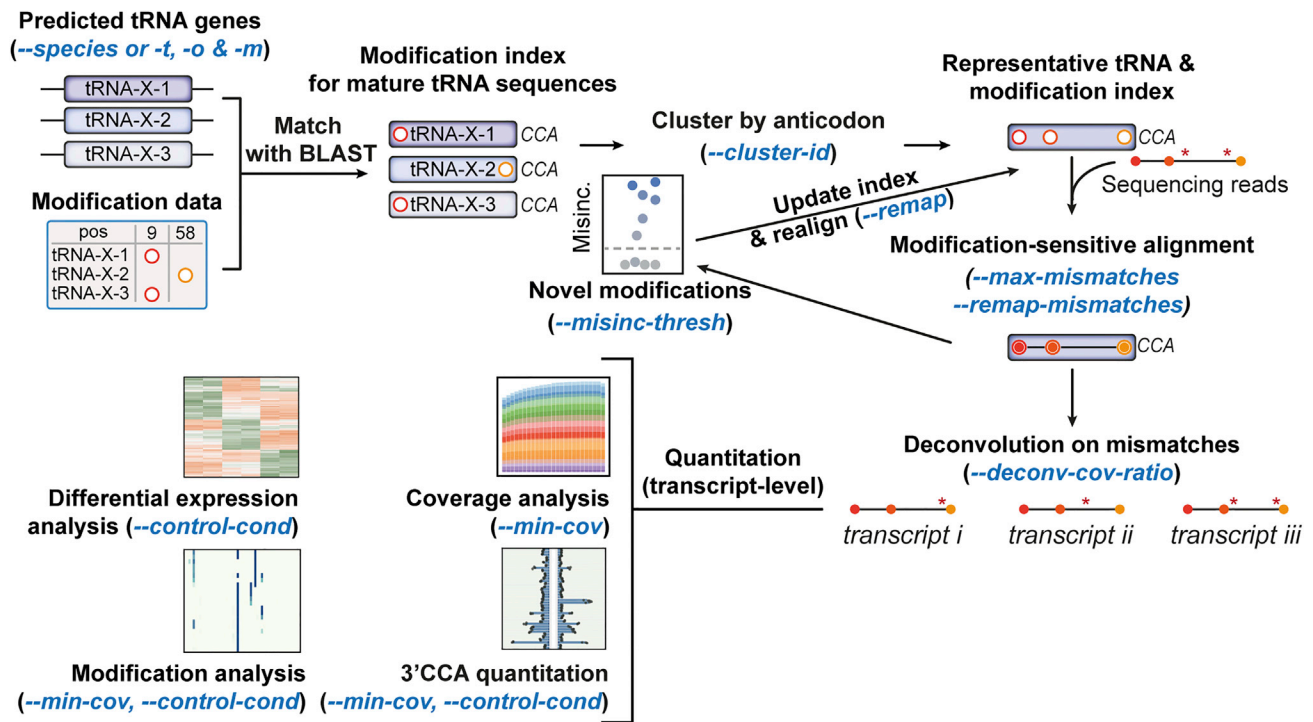 Predicted tRNA genes
(--species or -t, -o & -m)
tRNA-X-1
tRNA-X-2
tRNA-X-3
Modification data
pos 9 58
tRNA-X-1
tRNA-X-2
tRNA-X-3
Match
with BLAST
Modification index
for mature tRNA sequences
tRNA-X-1 CCA
tRNA-X-2 CCA
tRNA-X-3 CCA
Cluster by anticodon
(--cluster-id)
Misinc.
Novel modifications
(--misinc-thresh)
Update index
& realign (--remap)
Representative tRNA &
modification index
CCA
* *
Sequencing reads
Modification-sensitive alignment
(--max-mismatches
--remap-mismatches)
CCA
Deconvolution on mismatches
(--deconv-cov-ratio)
* * * *
transcript i transcript ii transcript iii
Quantitation
(transcript-level)
Differential expression
analysis (--control-cond)
Coverage analysis
(--min-cov)
Modification analysis
(--min-cov, --control-cond)
3'CCA quantitation
(--min-cov, --control-cond)